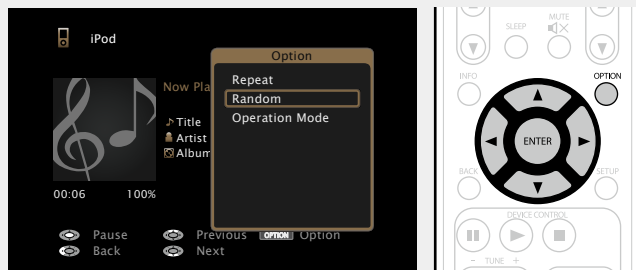 iPod
Option
Repeat
Random
Operation Mode
Now Pla
Title
Artist
Album
00:06 100%
Pause Previous OPTION Option
Back Next
SLEEP MUTE
INFO OPTION
ENTER
BACK SETUP
DEVICE CONTROL
- TUNE +